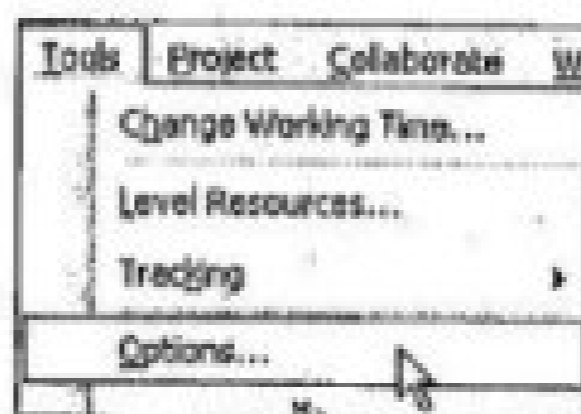 Tools Project Collaborate W
Change Working Time...
Level Resources...
Tracking
Options...